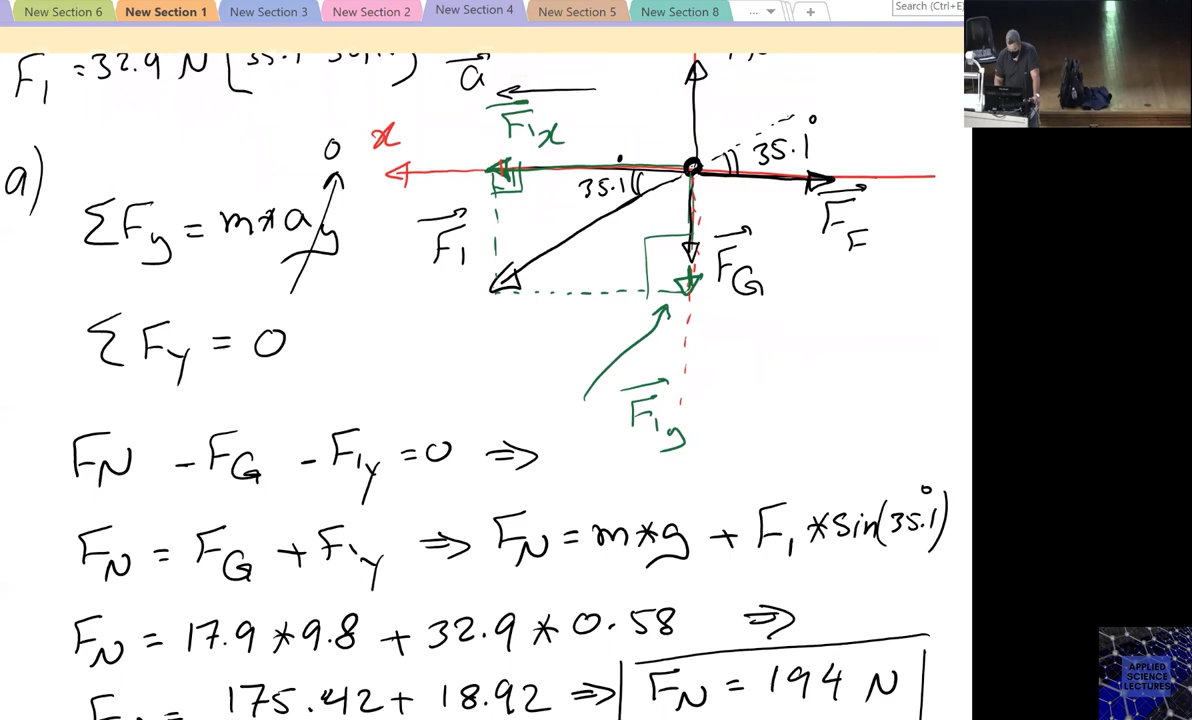 New Section 6 New Section 1 New Section 3 New Section 2 New Section 4 New Section 5 New Section 8 ... Search (Ctrl+E)
F1 = 32.9 N [35.1
a
F1x
x
35.1°
35.1
a)
ΣFy = m*ay 0
F1
FF
FG
ΣFy = 0
F1y
FN - FG - F1y = 0 ⇒
FN = FG + F1y ⇒ FN = m*g + F1 *sin(35.1°)
FN = 17.9*9.8 + 32.9*0.58 ⇒
= 175.42 + 18.92 ⇒ FN = 194 N
APPLIED
SCIENCE
LECTURES